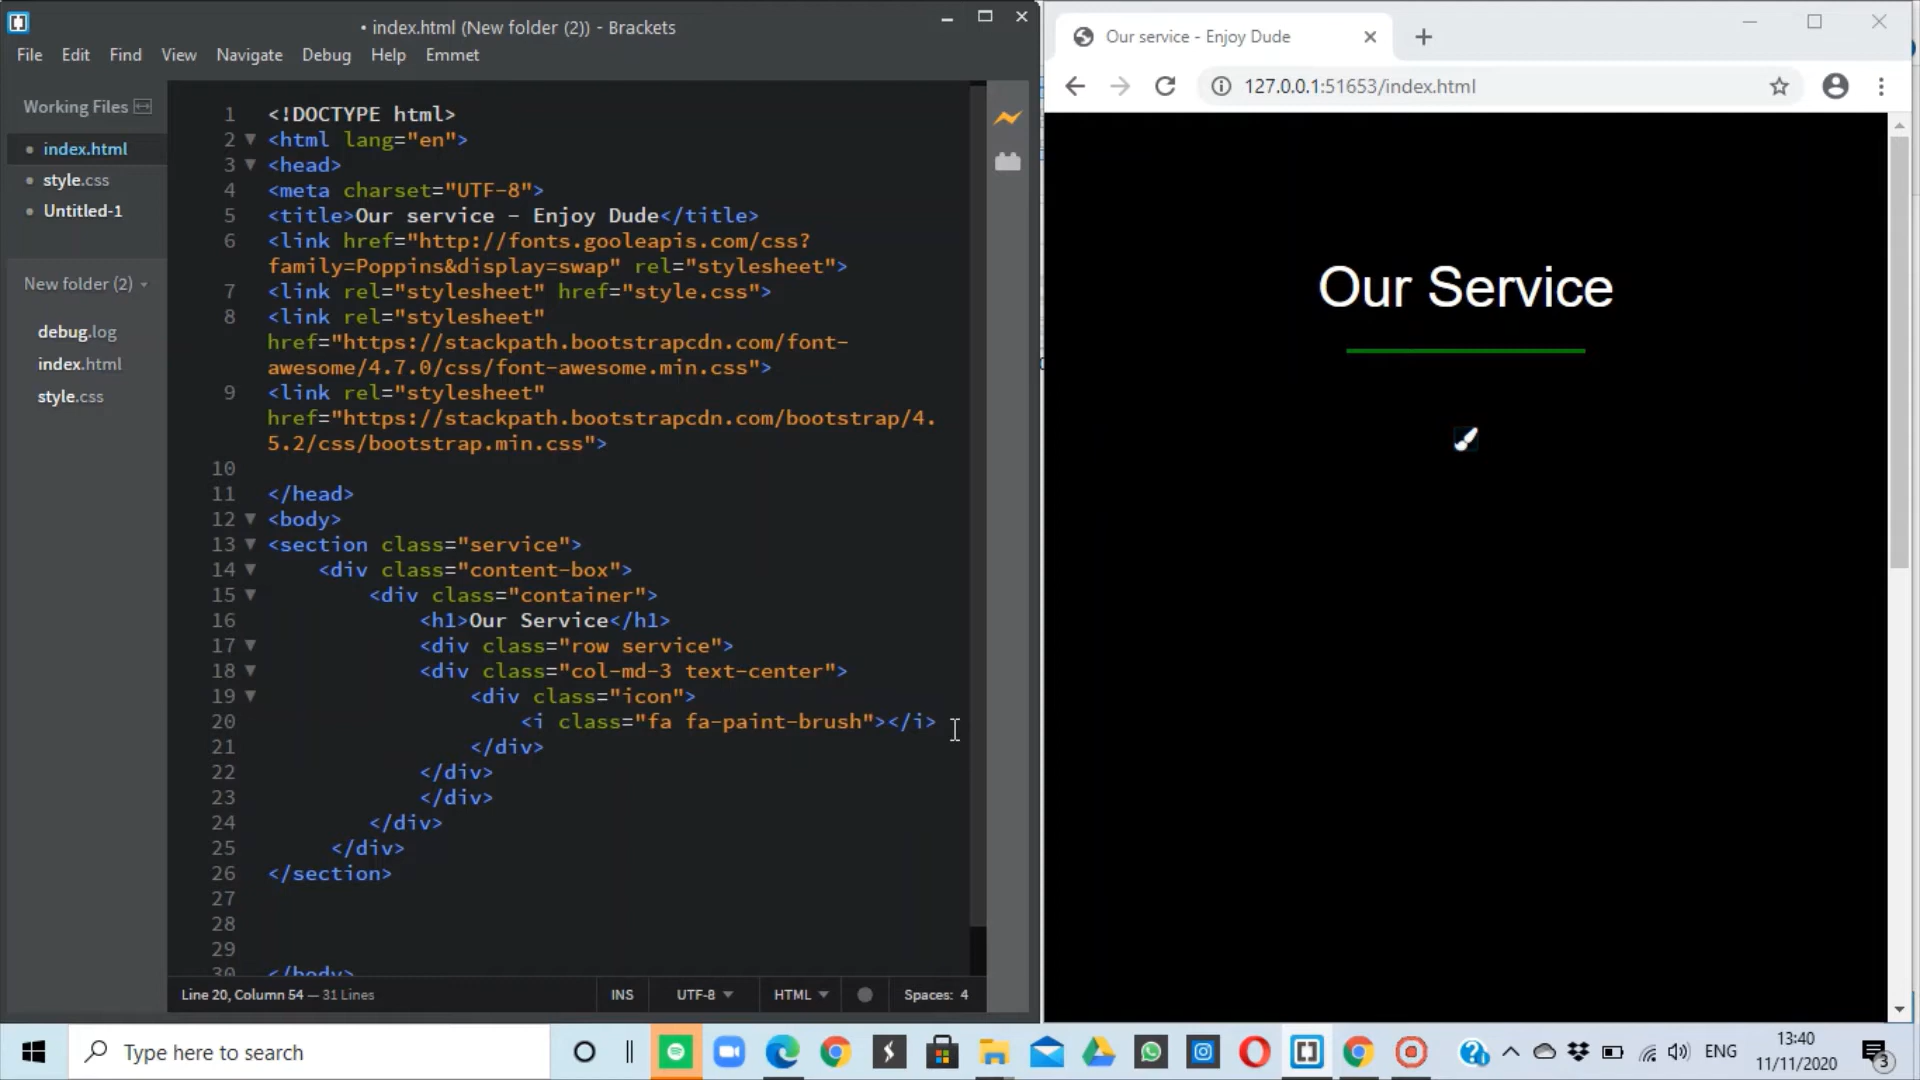 • index.html (New folder (2)) - Brackets
File Edit Find View Navigate Debug Help Emmet
Working Files
index.html
style.css
Untitled-1
New folder (2)
debug.log
index.html
style.css
1 <!DOCTYPE html>
2 <html lang="en">
3 <head>
4 <meta charset="UTF-8">
5 <title>Our service - Enjoy Dude</title>
6 <link href="http://fonts.gooleapis.com/css?
family=Poppins&display=swap" rel="stylesheet">
7 <link rel="stylesheet" href="style.css">
8 <link rel="stylesheet"
href="https://stackpath.bootstrapcdn.com/font-
awesome/4.7.0/css/font-awesome.min.css">
9 <link rel="stylesheet"
href="https://stackpath.bootstrapcdn.com/bootstrap/4.
5.2/css/bootstrap.min.css">
10
11 </head>
12 <body>
13 <section class="service">
14 <div class="content-box">
15 <div class="container">
16 <h1>Our Service</h1>
17 <div class="row service">
18 <div class="col-md-3 text-center">
19 <div class="icon">
20 <i class="fa fa-paint-brush"></i>
21 </div>
22 </div>
23 </div>
24 </div>
25 </div>
26 </section>
27
28
29
30 </body>
Line 20, Column 54 — 31 Lines
INS UTF-8 HTML Spaces: 4
Our service - Enjoy Dude
127.0.0.1:51653/index.html
Our Service
Type here to search
ENG
13:40
11/11/2020
3